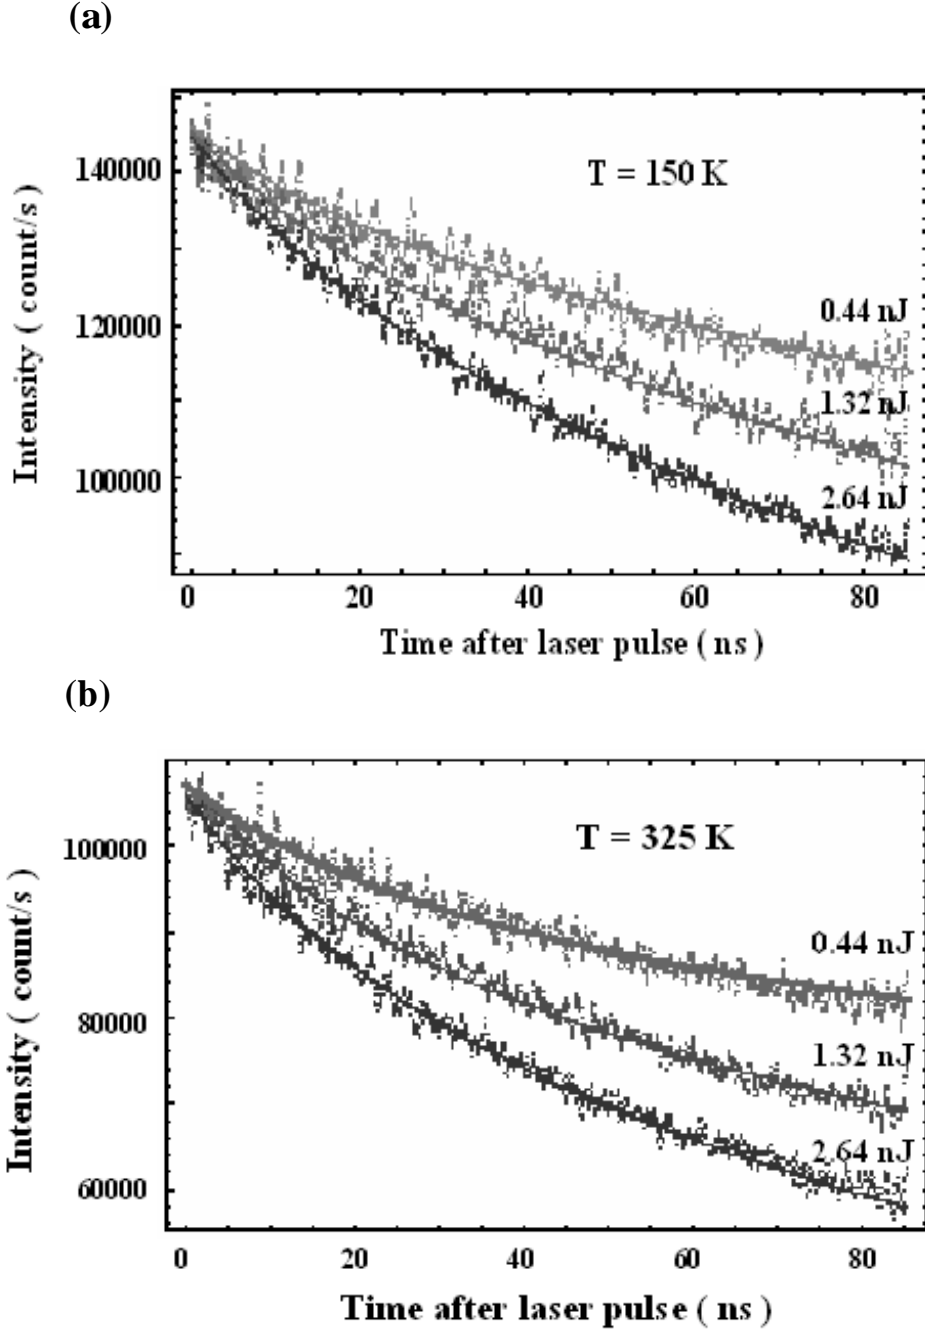 (a)
Intensity ( count/s )
140000
120000
100000
T = 150 K
0.44 nJ
1.32 nJ
2.64 nJ
0 20 40 60 80
Time after laser pulse ( ns )
(b)
Intensity ( count/s )
100000
80000
60000
T = 325 K
0.44 nJ
1.32 nJ
2.64 nJ
0 20 40 60 80
Time after laser pulse ( ns )